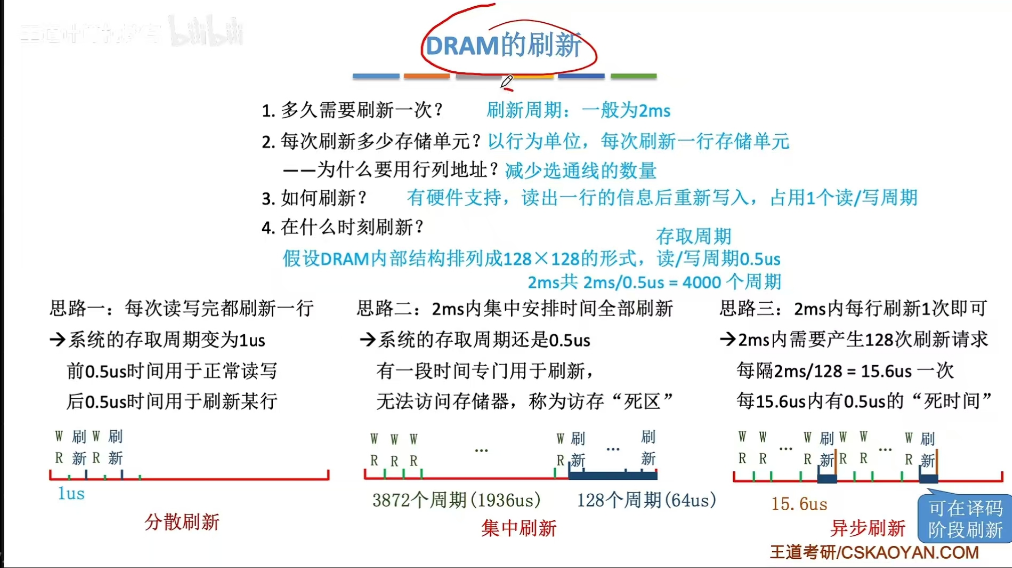 bilibili
DRAM的刷新
1. 多久需要刷新一次？ 刷新周期：一般为2ms
2. 每次刷新多少存储单元？以行为单位，每次刷新一行存储单元
——为什么要用行列地址？减少选通线的数量
3. 如何刷新？ 有硬件支持，读出一行的信息后重新写入，占用1个读/写周期
4. 在什么时刻刷新？
存取周期
假设DRAM内部结构排列成128×128的形式，读/写周期0.5us
2ms共 2ms/0.5us = 4000 个周期
思路一：每次读写完都刷新一行
→系统的存取周期变为1us
前0.5us时间用于正常读写
后0.5us时间用于刷新某行
W 刷 W 刷
R 新 R 新
1us
分散刷新
思路二：2ms内集中安排时间全部刷新
→系统的存取周期还是0.5us
有一段时间专门用于刷新，
无法访问存储器，称为访存“死区”
W W W ... W 刷 ... 刷
R R R R 新 新
3872个周期(1936us) 128个周期(64us)
集中刷新
思路三：2ms内每行刷新1次即可
→2ms内需要产生128次刷新请求
每隔2ms/128 = 15.6us 一次
每15.6us内有0.5us的“死时间”
W W ... W 刷 W W ... W 刷
R R R 新 R R R 新
15.6us
异步刷新
可在译码
阶段刷新
王道考研/CSKAOYAN.COM